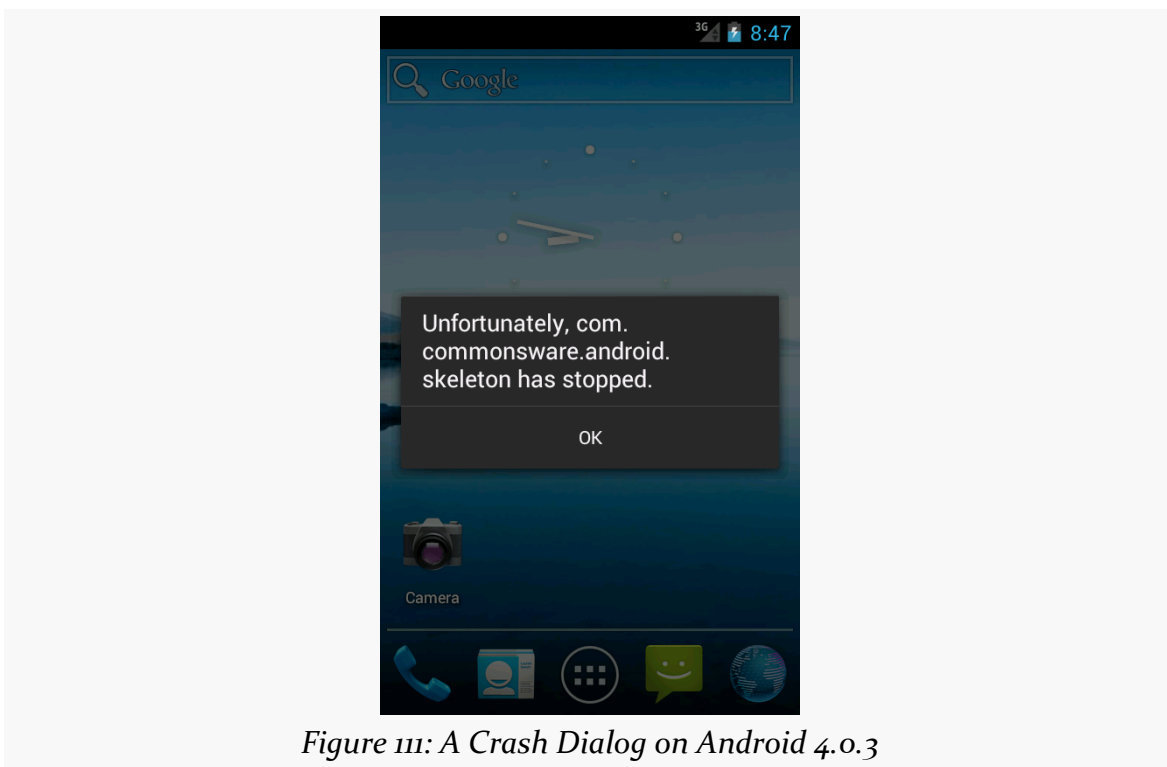 3G 8:47
Google
Unfortunately, com.
commonsware.android.
skeleton has stopped.
OK
Camera
Figure 111: A Crash Dialog on Android 4.0.3